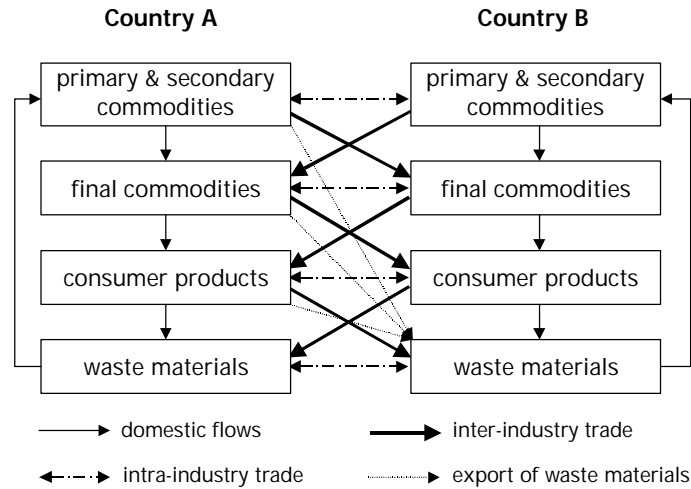 Country A
Country B
primary & secondary
commodities
primary & secondary
commodities
final commodities
final commodities
consumer products
consumer products
waste materials
waste materials
domestic flows
inter-industry trade
intra-industry trade
export of waste materials